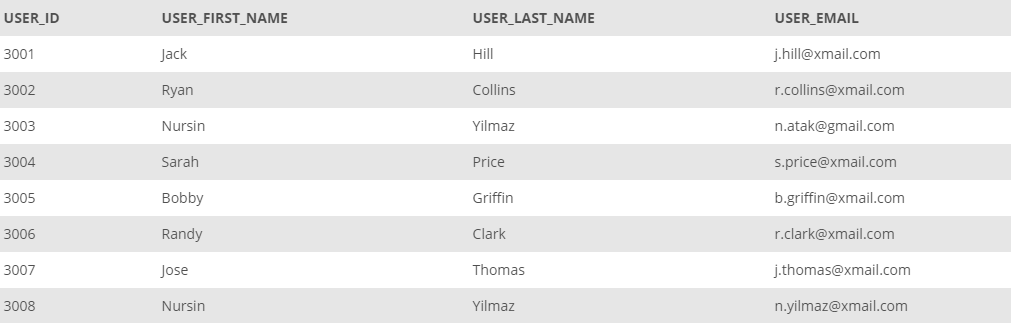 USER_ID USER_FIRST_NAME USER_LAST_NAME USER_EMAIL
3001 Jack Hill j.hill@xmail.com
3002 Ryan Collins r.collins@xmail.com
3003 Nursin Yilmaz n.atak@gmail.com
3004 Sarah Price s.price@xmail.com
3005 Bobby Griffin b.griffin@xmail.com
3006 Randy Clark r.clark@xmail.com
3007 Jose Thomas j.thomas@xmail.com
3008 Nursin Yilmaz n.yilmaz@xmail.com